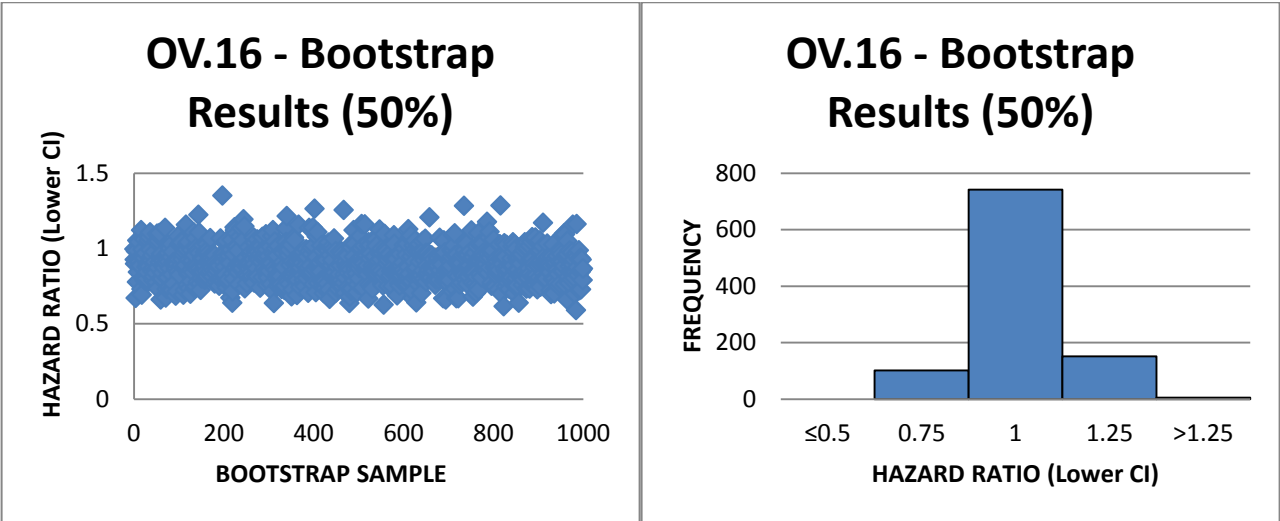 OV.16 - Bootstrap
Results (50%)
HAZARD RATIO (Lower CI)
1.5
1
0.5
0
0 200 400 600 800 1000
BOOTSTRAP SAMPLE
OV.16 - Bootstrap
Results (50%)
FREQUENCY
800
600
400
200
0
≤0.5 0.75 1 1.25 >1.25
HAZARD RATIO (Lower CI)